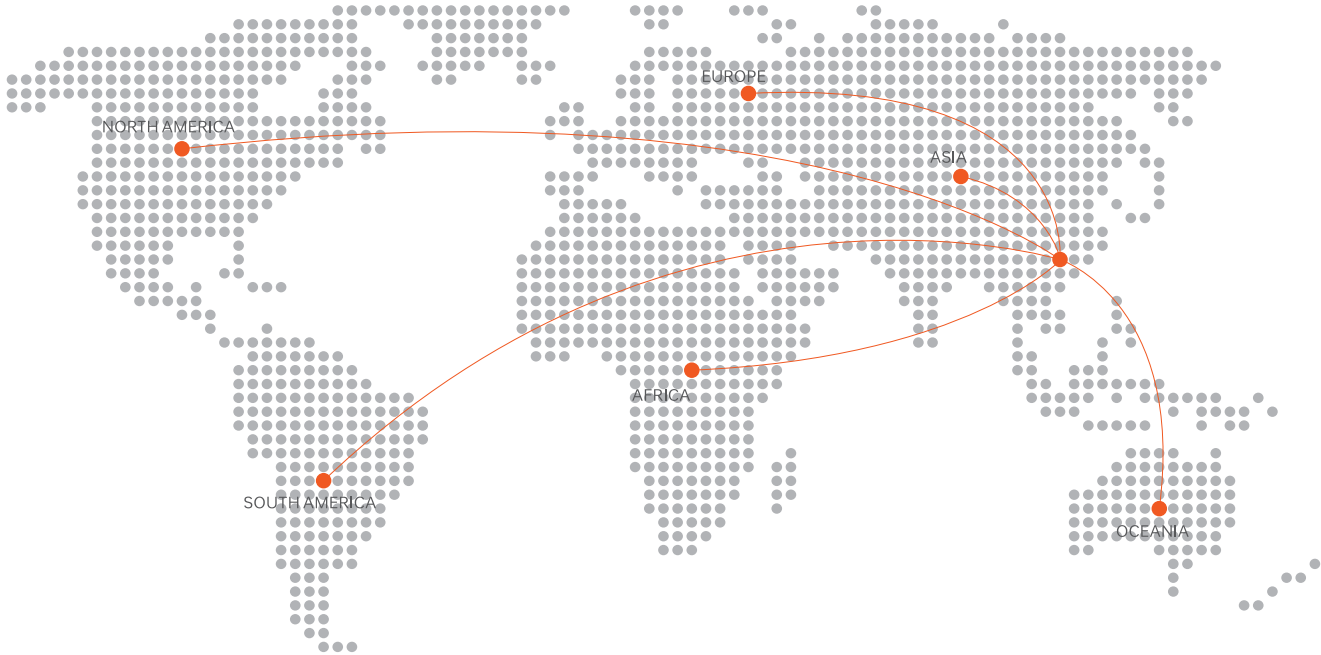 EUROPE
NORTH AMERICA
ASIA
AFRICA
SOUTH AMERICA
OCEANIA